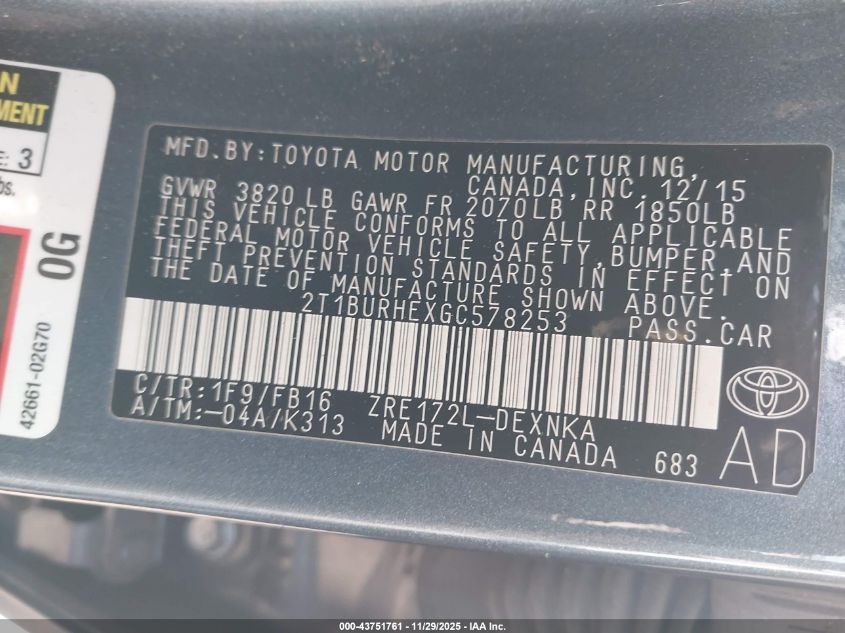 N
MENT
E: 3
bs.
0G
42661-02G70
MFD.BY:TOYOTA MOTOR MANUFACTURING,
CANADA,INC.12/15
GVWR 3820 LB GAWR FR 2070LB RR 1850LB
THIS VEHICLE CONFORMS TO ALL APPLICABLE
FEDERAL MOTOR VEHICLE SAFETY,BUMPER,AND
THEFT PREVENTION STANDARDS IN EFFECT ON
THE DATE OF MANUFACTURE SHOWN ABOVE.
2T1BURHEXGC578253 PASS.CAR
C/TR:1F9/FB16 ZRE172L-DEXNKA
A/TM:-04A/K313 MADE IN CANADA 683
AD
000-43751761 - 11/29/2025 - IAA Inc.